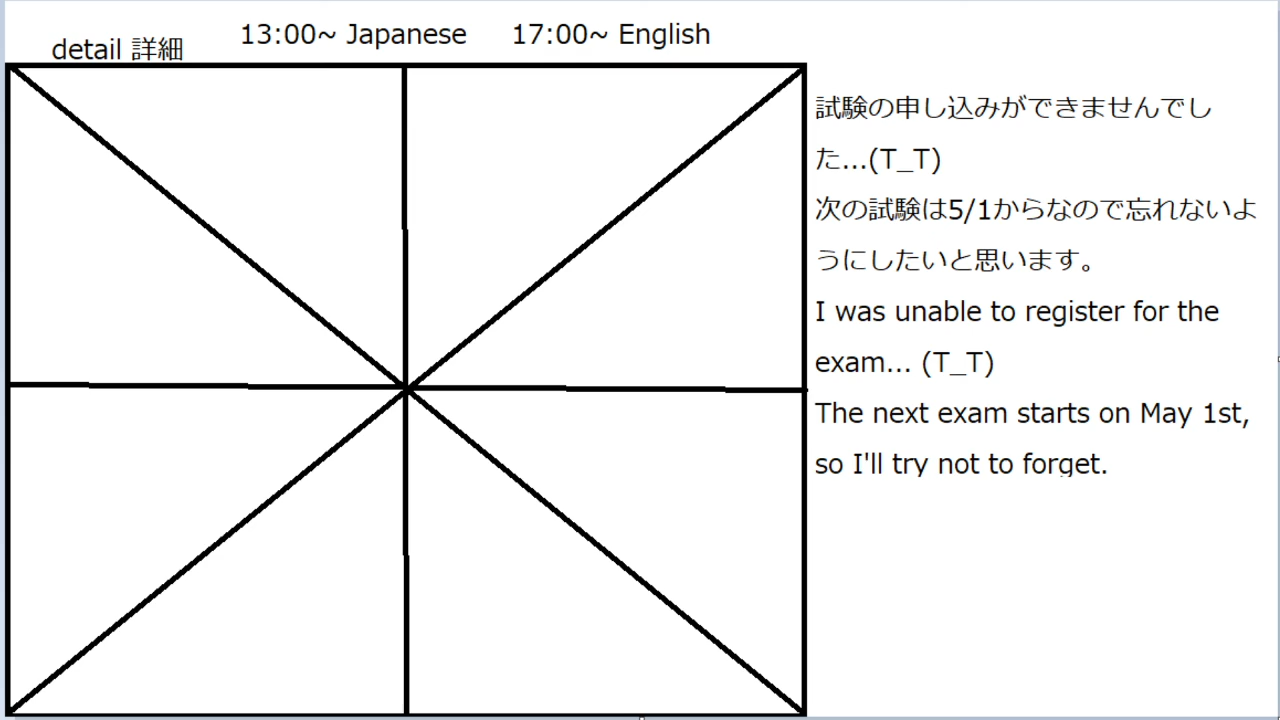 detail 詳細
13:00~ Japanese
17:00~ English
試験の申し込みができませんでし
た...(T_T)
次の試験は5/1からなので忘れないよ
うにしたいと思います。
I was unable to register for the
exam... (T_T)
The next exam starts on May 1st,
so I'll try not to forget.